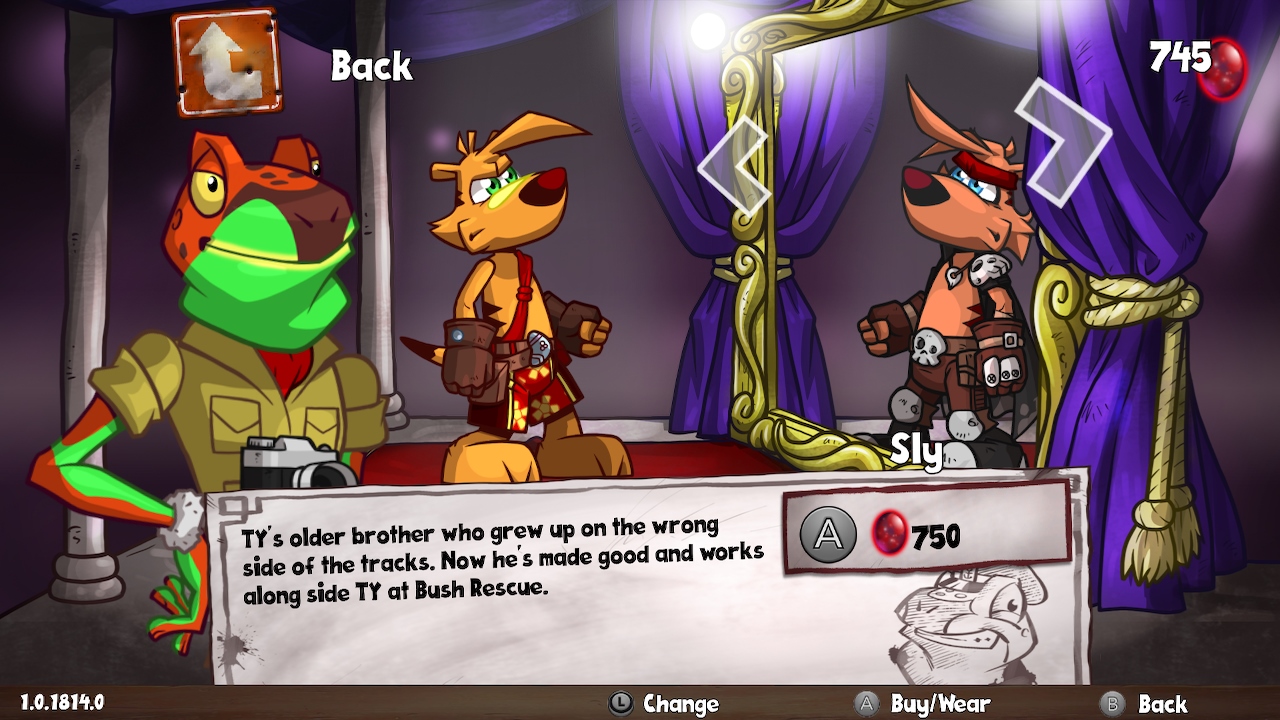 Back
745
Sly
TY's older brother who grew up on the wrong
side of the tracks. Now he's made good and works
along side TY at Bush Rescue.
A 750
1.0.1814.0
L Change
A Buy/Wear
B Back